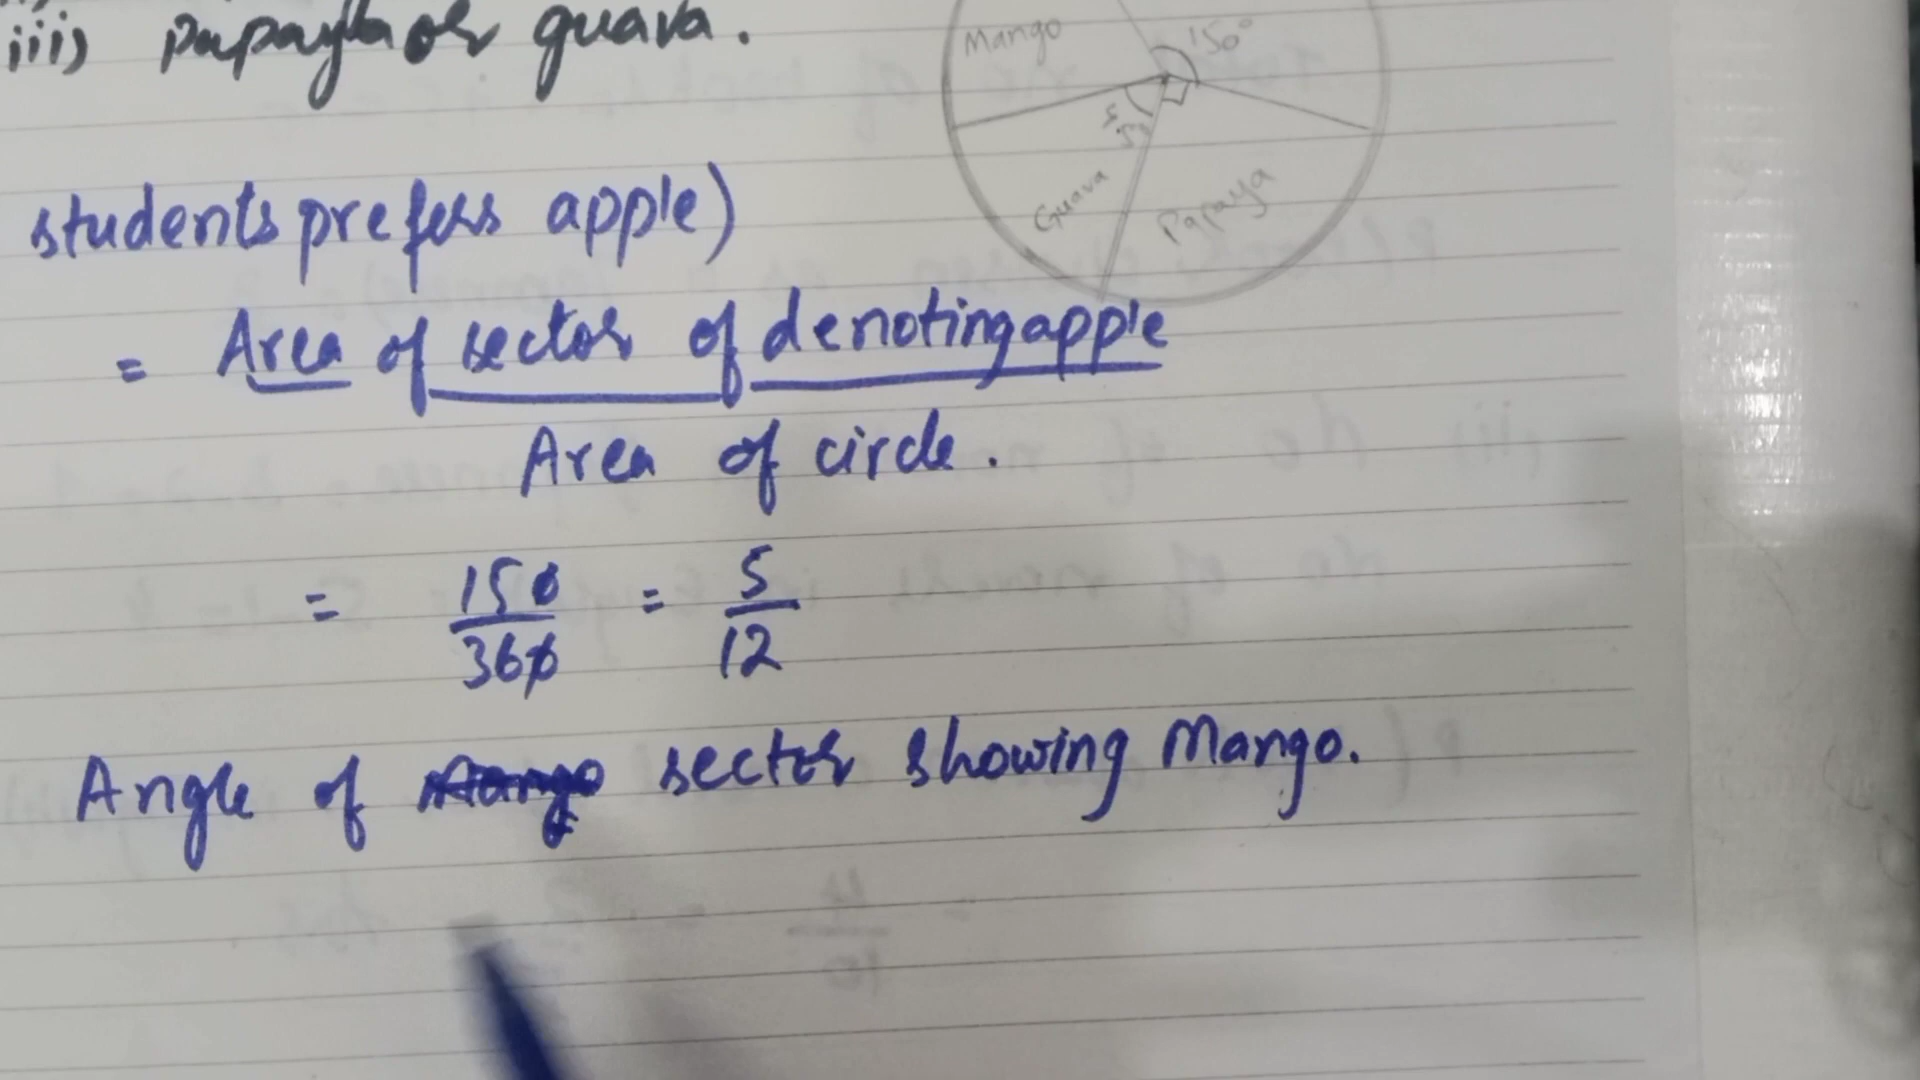 iii) Papaya or guava.
Mango
150°
45°
Guava
Papaya
students prefers apple)
= Area of sector of denoting apple
Area of circle.
= 150 = 5
360 12
Angle of Mango sector showing Mango.